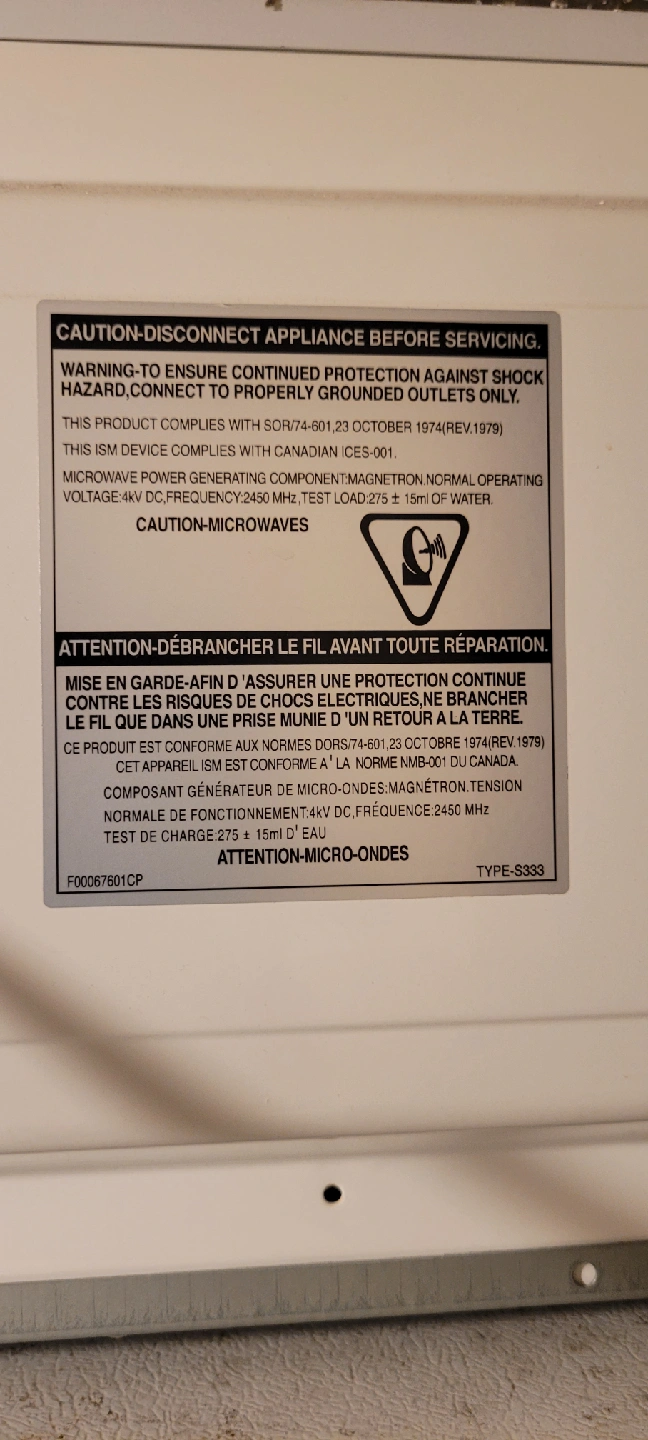 CAUTION-DISCONNECT APPLIANCE BEFORE SERVICING.
WARNING-TO ENSURE CONTINUED PROTECTION AGAINST SHOCK
HAZARD,CONNECT TO PROPERLY GROUNDED OUTLETS ONLY.
THIS PRODUCT COMPLIES WITH SOR/74-601,23 OCTOBER 1974(REV.1979)
THIS ISM DEVICE COMPLIES WITH CANADIAN ICES-001.
MICROWAVE POWER GENERATING COMPONENT:MAGNETRON.NORMAL OPERATING
VOLTAGE:4kV DC,FREQUENCY:2450 MHz,TEST LOAD:275 ± 15ml OF WATER.
CAUTION-MICROWAVES
ATTENTION-DÉBRANCHER LE FIL AVANT TOUTE RÉPARATION.
MISE EN GARDE-AFIN D 'ASSURER UNE PROTECTION CONTINUE
CONTRE LES RISQUES DE CHOCS ELECTRIQUES,NE BRANCHER
LE FIL QUE DANS UNE PRISE MUNIE D 'UN RETOUR A LA TERRE.
CE PRODUIT EST CONFORME AUX NORMES DORS/74-601,23 OCTOBRE 1974(REV.1979)
CET APPAREIL ISM EST CONFORME A' LA NORME NMB-001 DU CANADA.
COMPOSANT GÉNÉRATEUR DE MICRO-ONDES:MAGNÉTRON.TENSION
NORMALE DE FONCTIONNEMENT:4kV DC,FRÉQUENCE:2450 MHz
TEST DE CHARGE:275 ± 15ml D' EAU
ATTENTION-MICRO-ONDES
F00067601CP TYPE-S333